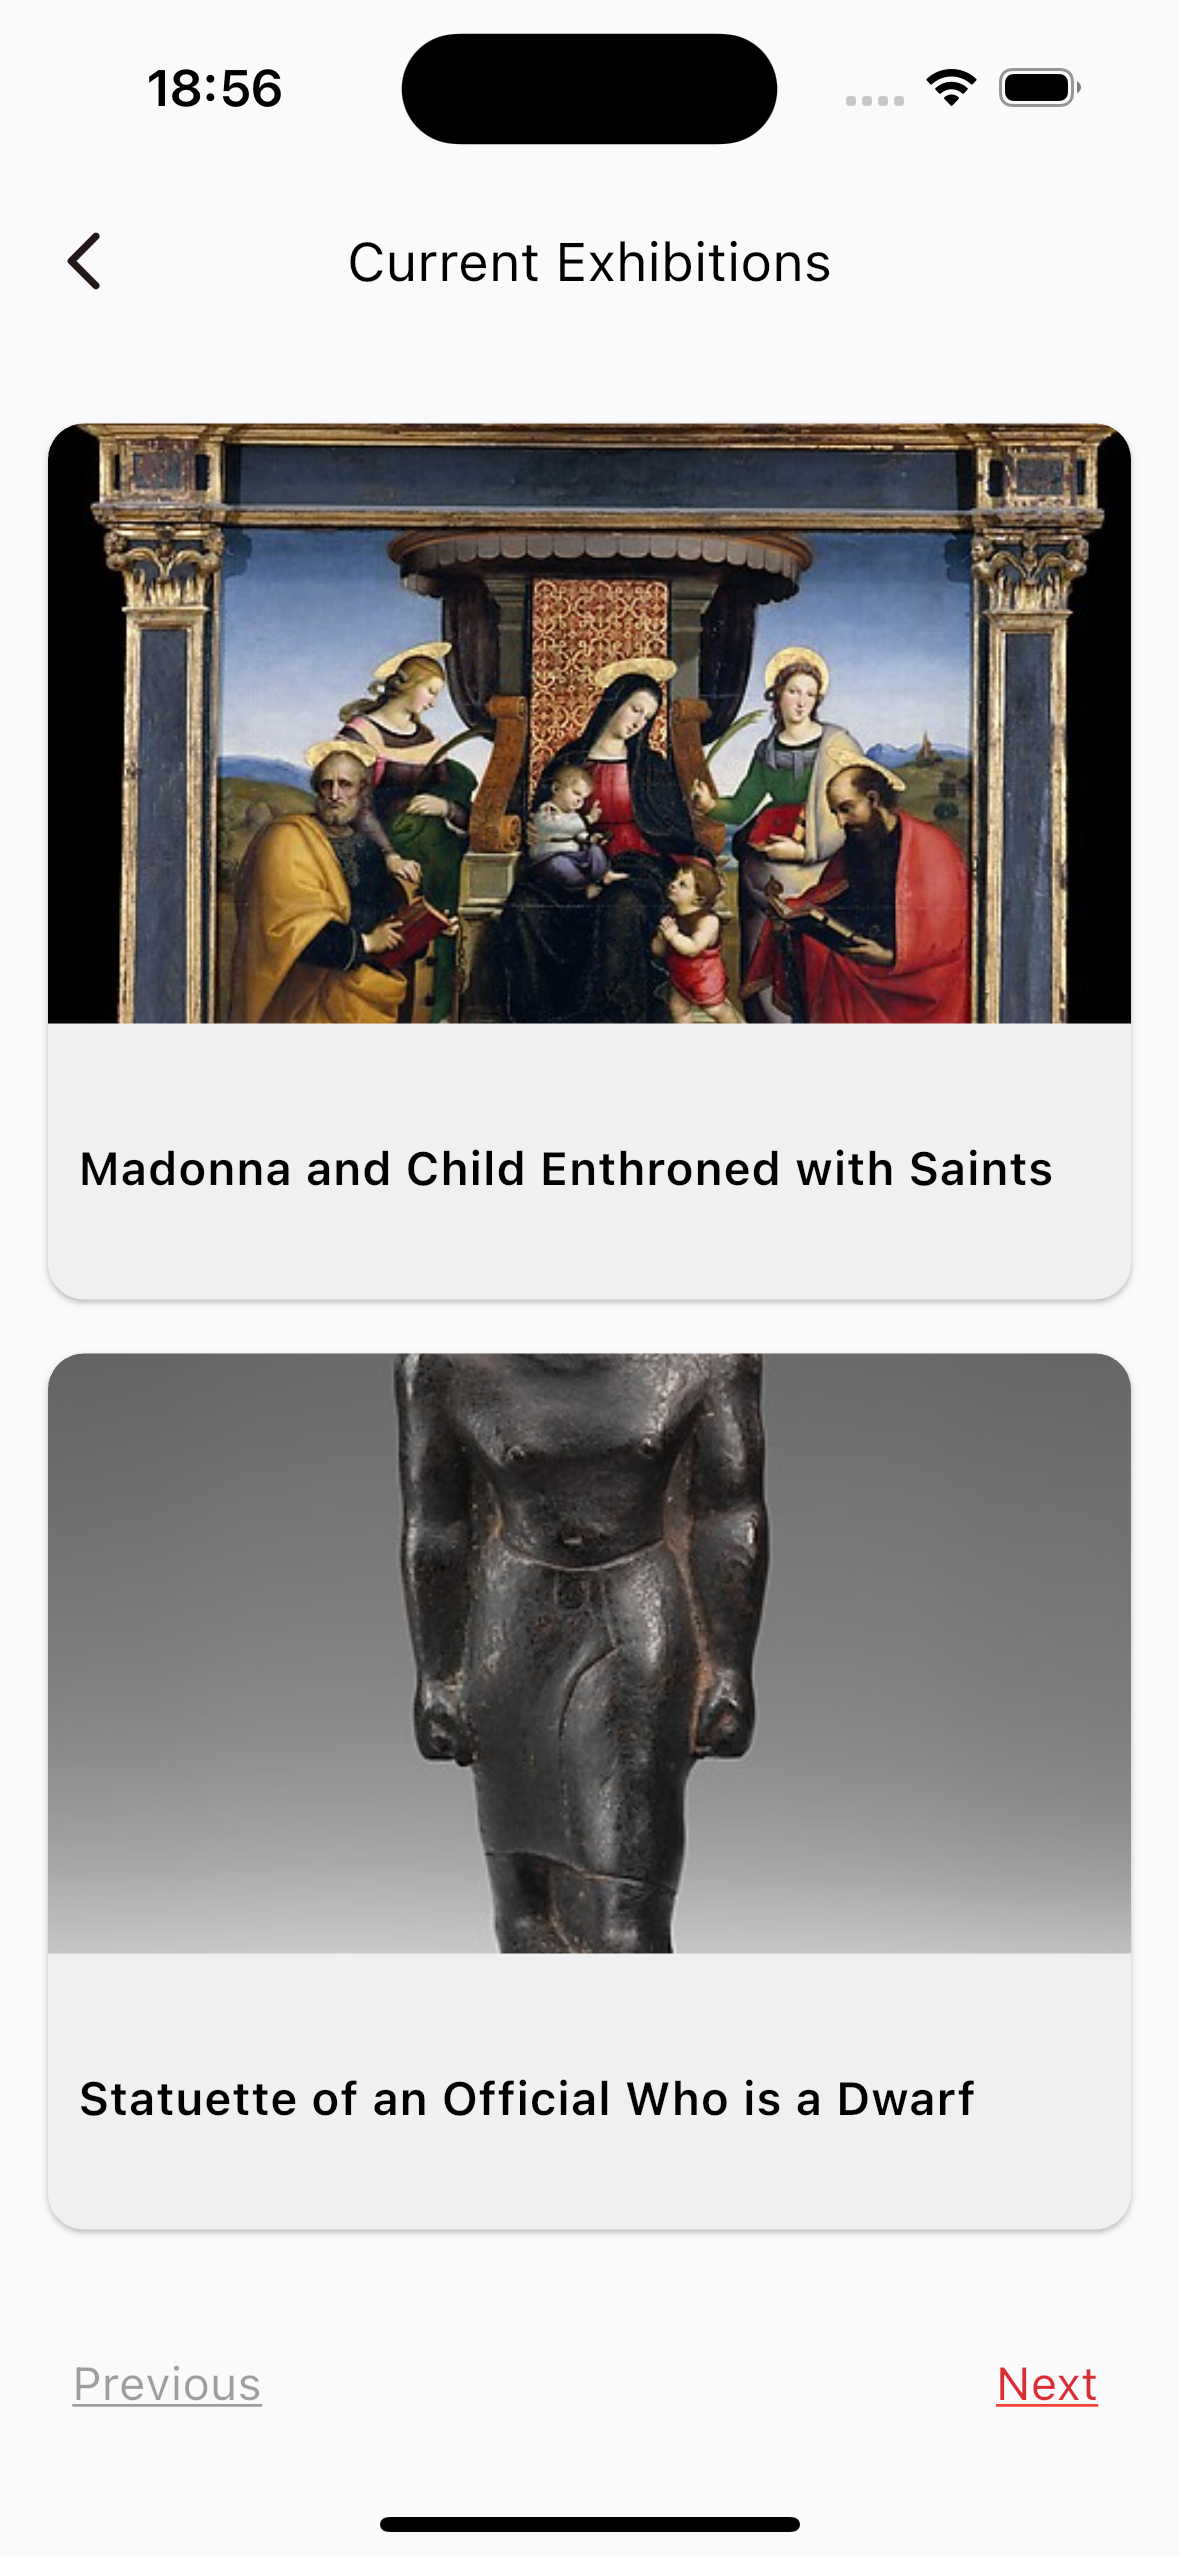 18:56
Current Exhibitions
Madonna and Child Enthroned with Saints
Statuette of an Official Who is a Dwarf
Previous
Next